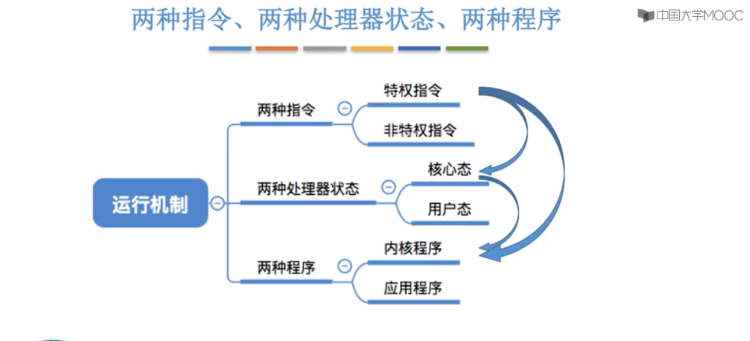 两种指令、两种处理器状态、两种程序
中国大学MOOC
特权指令
两种指令
非特权指令
核心态
两种处理器状态
用户态
运行机制
内核程序
两种程序
应用程序